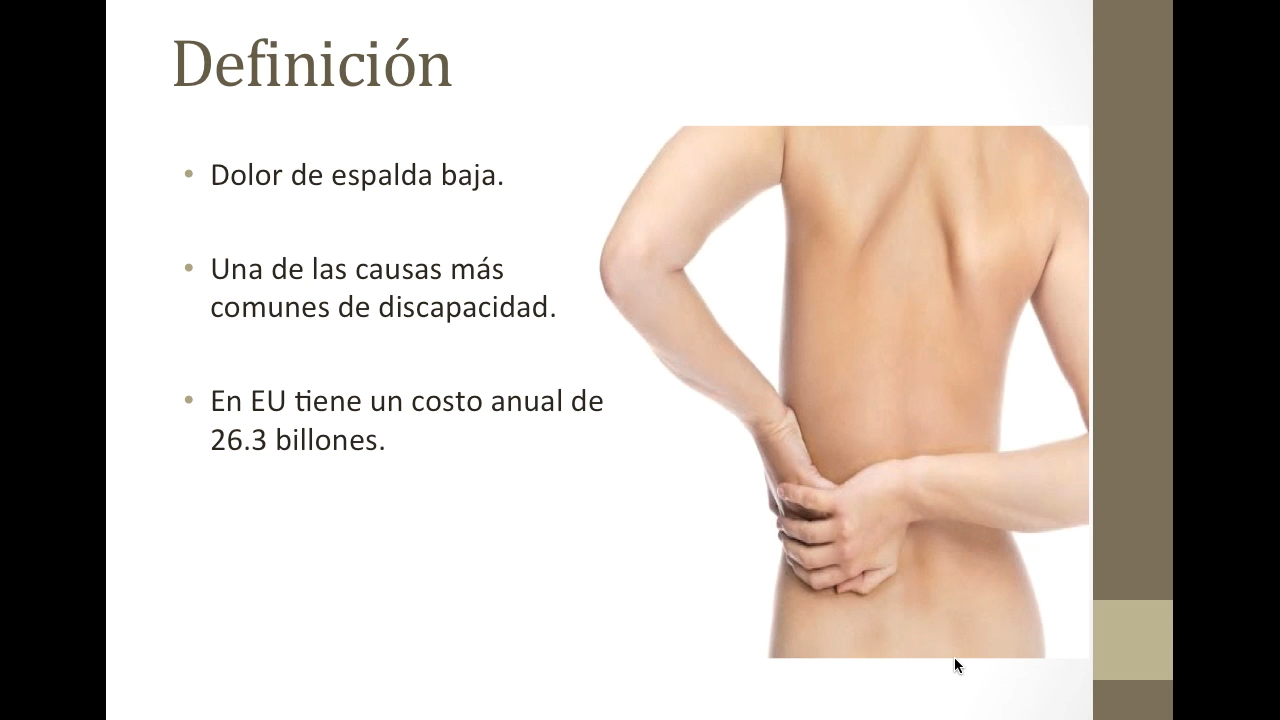 Definición
• Dolor de espalda baja.
• Una de las causas más
comunes de discapacidad.
• En EU tiene un costo anual de
26.3 billones.